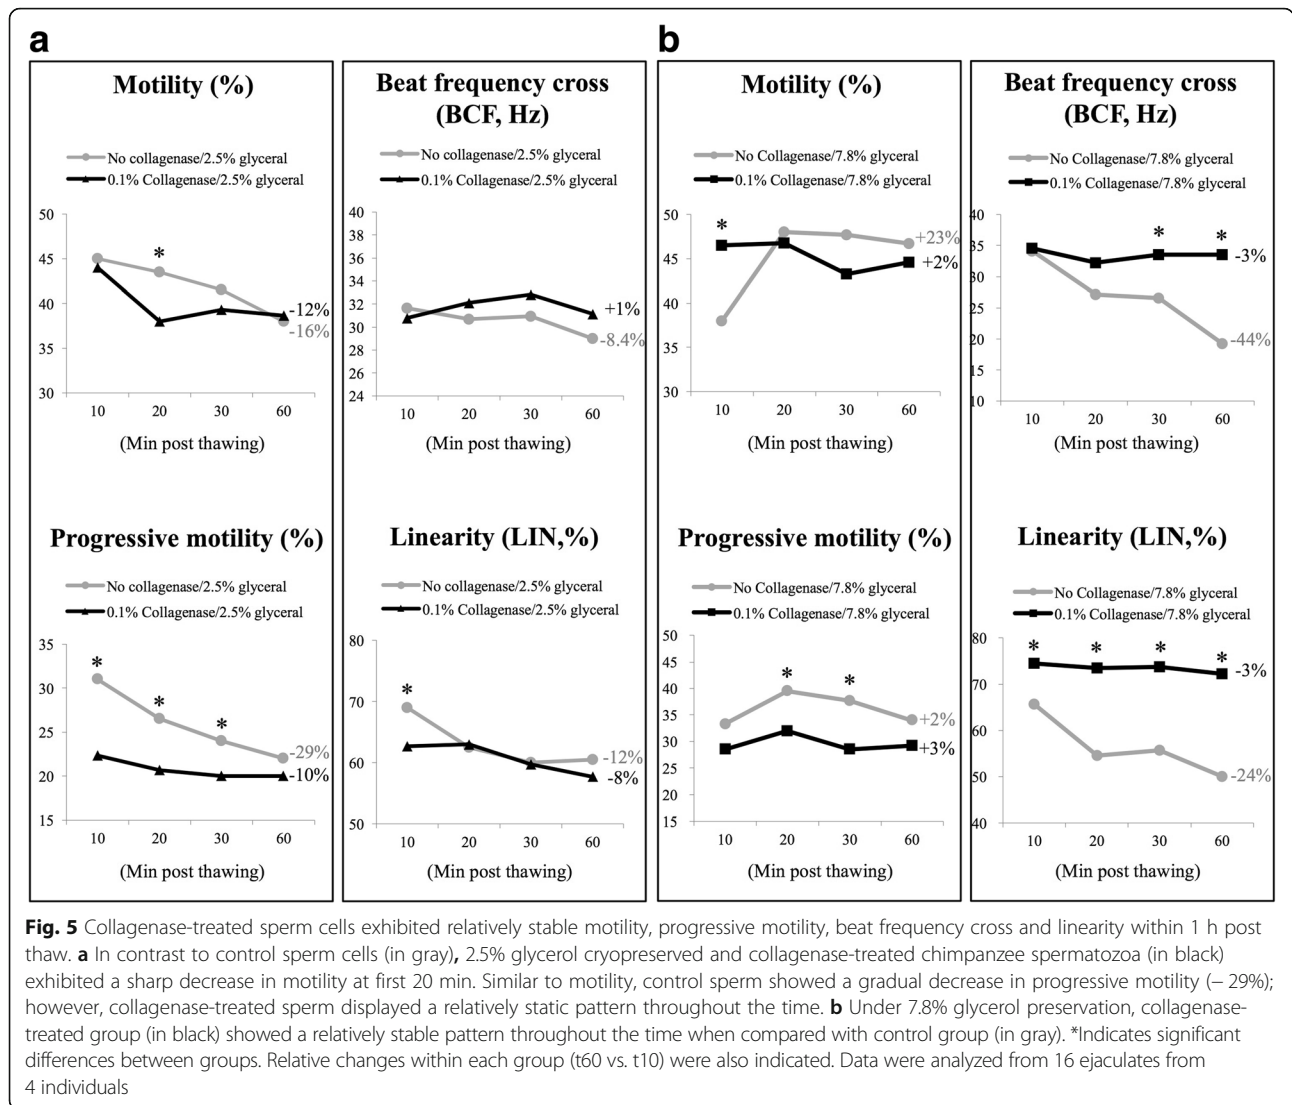 a
Motility (%)
No collagenase/2.5% glyceral
0.1% Collagenase/2.5% glyceral
50
45
40
35
30
*
-12%
-16%
10 20 30 60
(Min post thawing)
Beat frequency cross
(BCF, Hz)
No collagenase/2.5% glyceral
0.1% Collagenase/2.5% glyceral
40
38
36
34
32
30
28
26
24
+1%
-8.4%
10 20 30 60
(Min post thawing)
Progressive motility (%)
No collagenase/2.5% glyceral
0.1% Collagenase/2.5% glyceral
35
30
25
20
15
* * *
-29%
-10%
10 20 30 60
(Min post thawing)
Linearity (LIN,%)
No collagenase/2.5% glyceral
0.1% Collagenase/2.5% glyceral
80
70
60
50
*
-12%
-8%
10 20 30 60
(Min post thawing)
b
Motility (%)
No Collagenase/7.8% glyceral
0.1% Collagenase/7.8% glyceral
50
45
40
35
30
*
+23%
+2%
10 20 30 60
(Min post thawing)
Beat frequency cross
(BCF, Hz)
No Collagenase/7.8% glyceral
0.1% Collagenase/7.8% glyceral
40
35
30
25
20
15
10
* *
-3%
-44%
10 20 30 60
(Min post thawing)
Progressive motility (%)
No Collagenase/7.8% glyceral
0.1% Collagenase/7.8% glyceral
50
45
40
35
30
25
20
15
* *
+2%
+3%
10 20 30 60
(Min post thawing)
Linearity (LIN,%)
No Collagenase/7.8% glyceral
0.1% Collagenase/7.8% glyceral
80
70
60
50
40
* * * *
-3%
-24%
10 20 30 60
(Min post thawing)
Fig. 5 Collagenase-treated sperm cells exhibited relatively stable motility, progressive motility, beat frequency cross and linearity within 1 h post
thaw. a In contrast to control sperm cells (in gray), 2.5% glycerol cryopreserved and collagenase-treated chimpanzee spermatozoa (in black)
exhibited a sharp decrease in motility at first 20 min. Similar to motility, control sperm showed a gradual decrease in progressive motility (− 29%);
however, collagenase-treated sperm displayed a relatively static pattern throughout the time. b Under 7.8% glycerol preservation, collagenase-
treated group (in black) showed a relatively stable pattern throughout the time when compared with control group (in gray). *Indicates significant
differences between groups. Relative changes within each group (t60 vs. t10) were also indicated. Data were analyzed from 16 ejaculates from
4 individuals